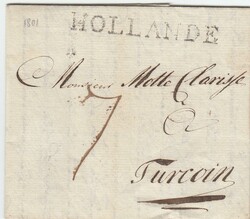 1801
HOLLANDE
A
Monsieur Motte Clarisse
7
A
Turcoin